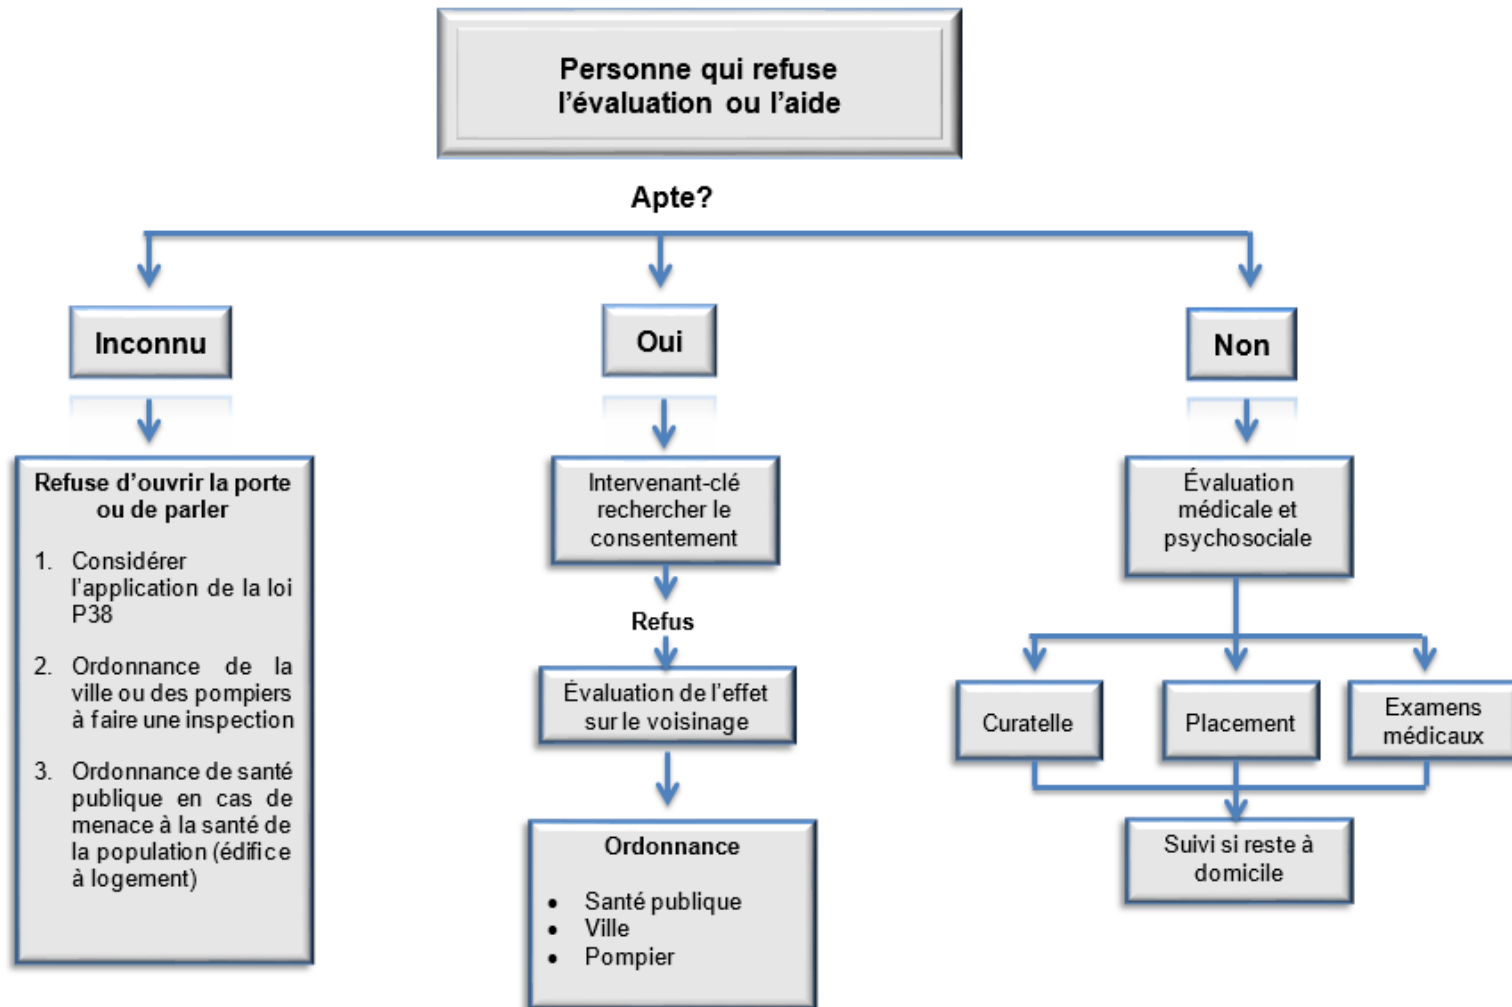 Personne qui refuse
l'évaluation ou l'aide
Apte?
Inconnu
Refuse d'ouvrir la porte
ou de parler
1. Considérer
l'application de la loi
P38
2. Ordonnance de la
ville ou des pompiers
à faire une inspection
3. Ordonnance de santé
publique en cas de
menace à la santé de
la population (édifice
à logement)
Oui
Intervenant-clé
rechercher le
consentement
Refus
Évaluation de l'effet
sur le voisinage
Ordonnance
• Santé publique
• Ville
• Pompier
Non
Évaluation
médicale et
psychosociale
Curatelle
Placement
Examens
médicaux
Suivi si reste à
domicile